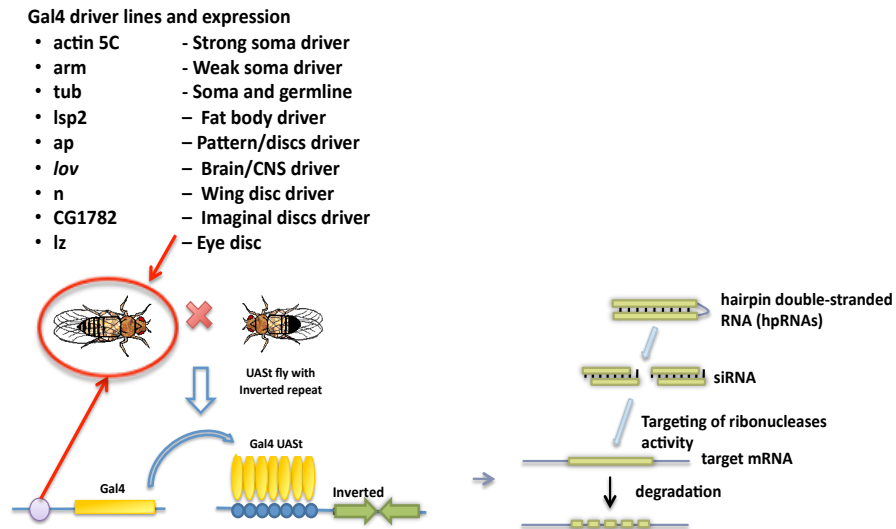 Gal4 driver lines and expression
• actin 5C - Strong soma driver
• arm - Weak soma driver
• tub - Soma and germline
• lsp2 – Fat body driver
• ap – Pattern/discs driver
• lov – Brain/CNS driver
• n – Wing disc driver
• CG1782 – Imaginal discs driver
• lz – Eye disc
UASt fly with
Inverted repeat
Gal4
Gal4 UASt
Inverted
hairpin double-stranded
RNA (hpRNAs)
siRNA
Targeting of ribonucleases
activity
target mRNA
degradation